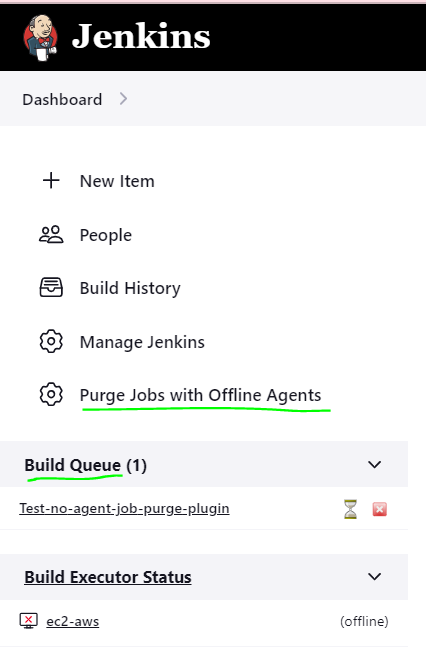 Jenkins
Dashboard
New Item
People
Build History
Manage Jenkins
Purge Jobs with Offline Agents
Build Queue (1)
Test-no-agent-job-purge-plugin
Build Executor Status
ec2-aws (offline)